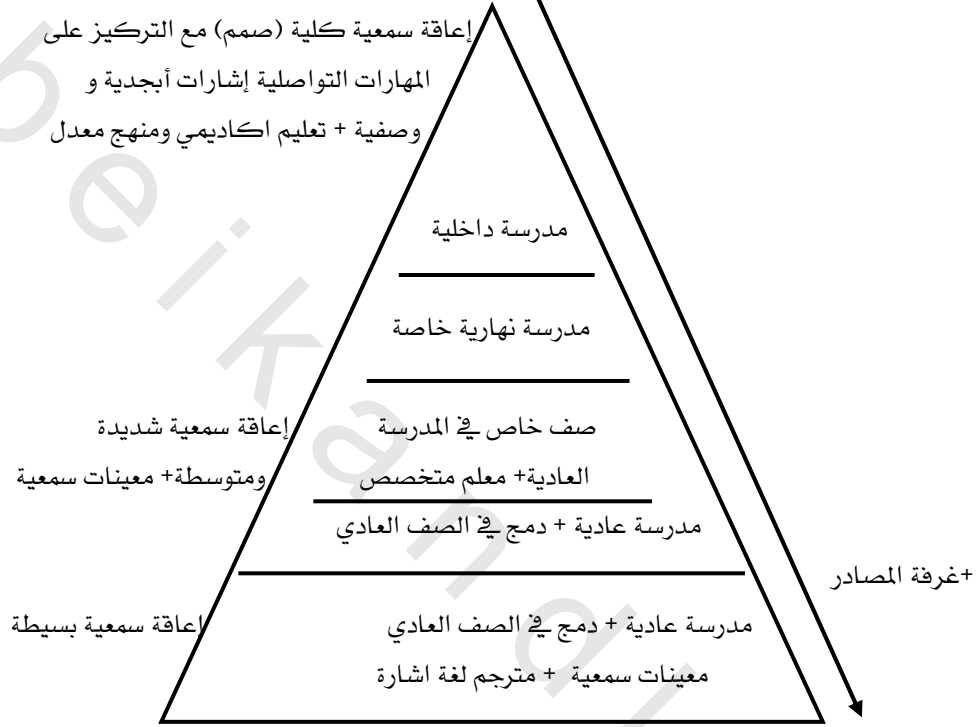 إعاقة سمعية كلية (صمم) مع التركيز على
المهارات التواصلية إشارات أبجدية و
وصفية + تعليم اكاديمي ومنهج معدل
مدرسة داخلية
مدرسة نهارية خاصة
صف خاص في المدرسة
العادية+ معلم متخصص
إعاقة سمعية شديدة
ومتوسطة+ معينات سمعية
مدرسة عادية + دمج في الصف العادي
+غرفة المصادر
مدرسة عادية + دمج في الصف العادي
معينات سمعية + مترجم لغة اشارة
إعاقة سمعية بسيطة
b e i k a n d